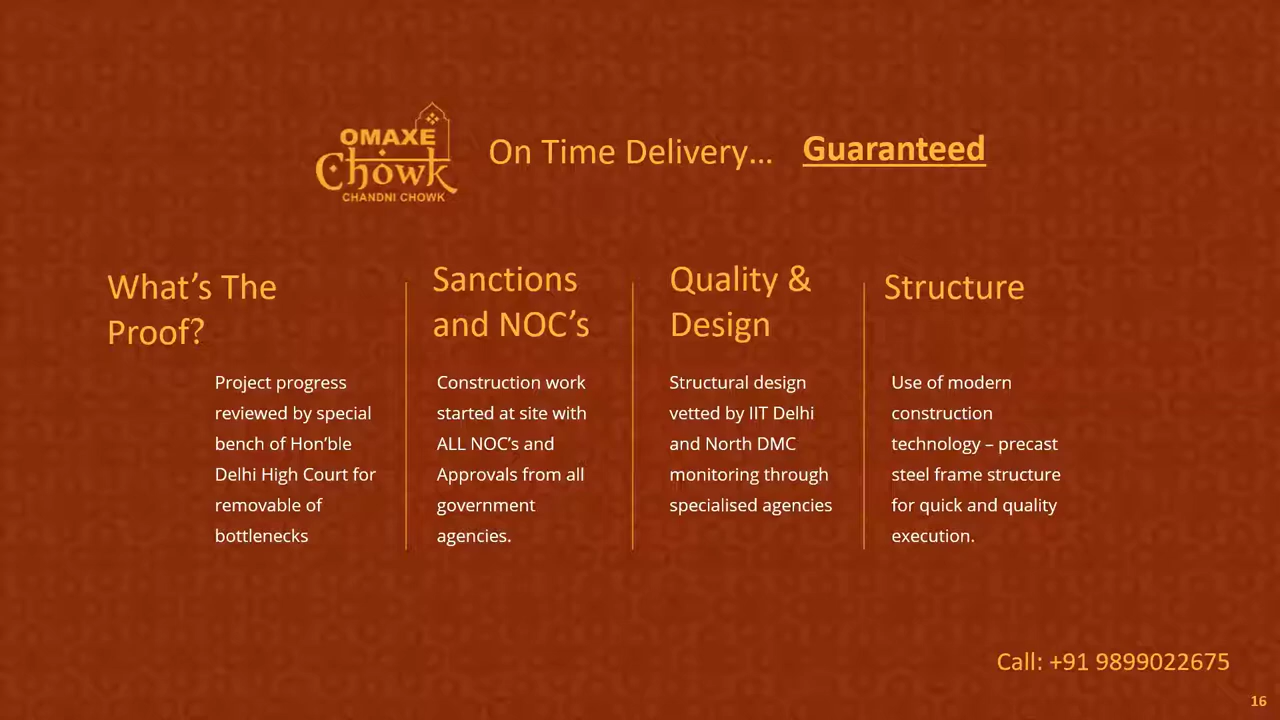 OMAXE
Chowk
CHANDNI CHOWK
On Time Delivery... Guaranteed
What's The
Proof?
Project progress
reviewed by special
bench of Hon'ble
Delhi High Court for
removable of
bottlenecks
Sanctions
and NOC's
Construction work
started at site with
ALL NOC's and
Approvals from all
government
agencies.
Quality &
Design
Structural design
vetted by IIT Delhi
and North DMC
monitoring through
specialised agencies
Structure
Use of modern
construction
technology – precast
steel frame structure
for quick and quality
execution.
Call: +91 9899022675
16